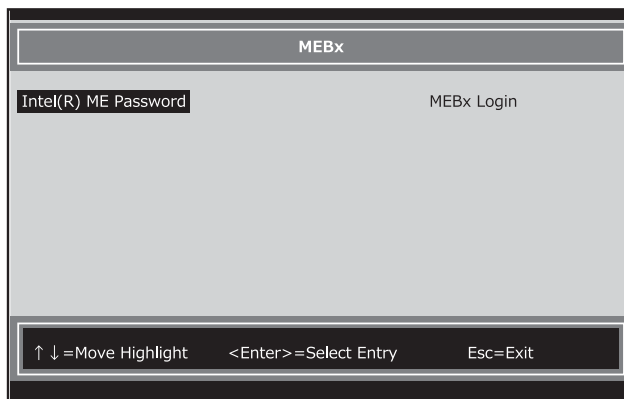 MEBx
Intel(R) ME Password MEBx Login
↑↓=Move Highlight <Enter>=Select Entry Esc=Exit